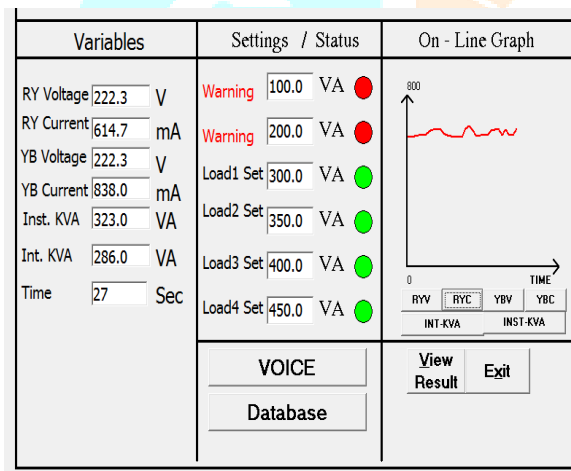 Variables
Settings / Status
On - Line Graph
RY Voltage 222.3 V
RY Current 614.7 mA
YB Voltage 222.3 V
YB Current 838.0 mA
Inst. KVA 323.0 VA
Int. KVA 286.0 VA
Time 27 Sec
Warning 100.0 VA
Warning 200.0 VA
Load1 Set 300.0 VA
Load2 Set 350.0 VA
Load3 Set 400.0 VA
Load4 Set 450.0 VA
VOICE
Database
800
0 TIME
RYV RYC YBV YBC
INT-KVA INST-KVA
View Result
Exit